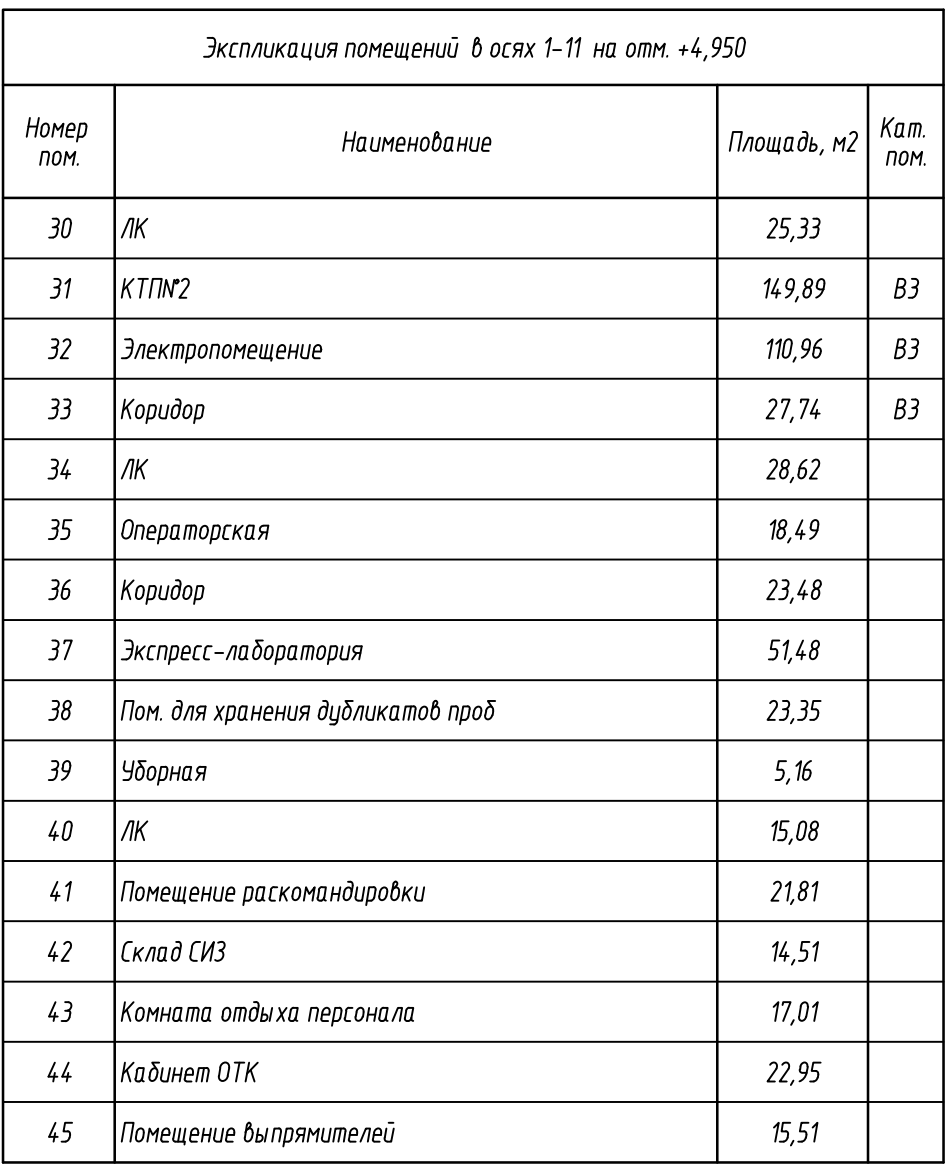 Экспликация помещений в осях 1-11 на отм. +4,950
Номер пом. Наименование Площадь, м2 Кат. пом.
30 ЛК 25,33
31 КТП№2 149,89 В3
32 Электропомещение 110,96 В3
33 Коридор 27,74 В3
34 ЛК 28,62
35 Операторская 18,49
36 Коридор 23,48
37 Экспресс-лаборатория 51,48
38 Пом. для хранения дубликатов проб 23,35
39 Уборная 5,16
40 ЛК 15,08
41 Помещение раскомандировки 21,81
42 Склад СИЗ 14,51
43 Комната отдыха персонала 17,01
44 Кабинет ОТК 22,95
45 Помещение выпрямителей 15,51